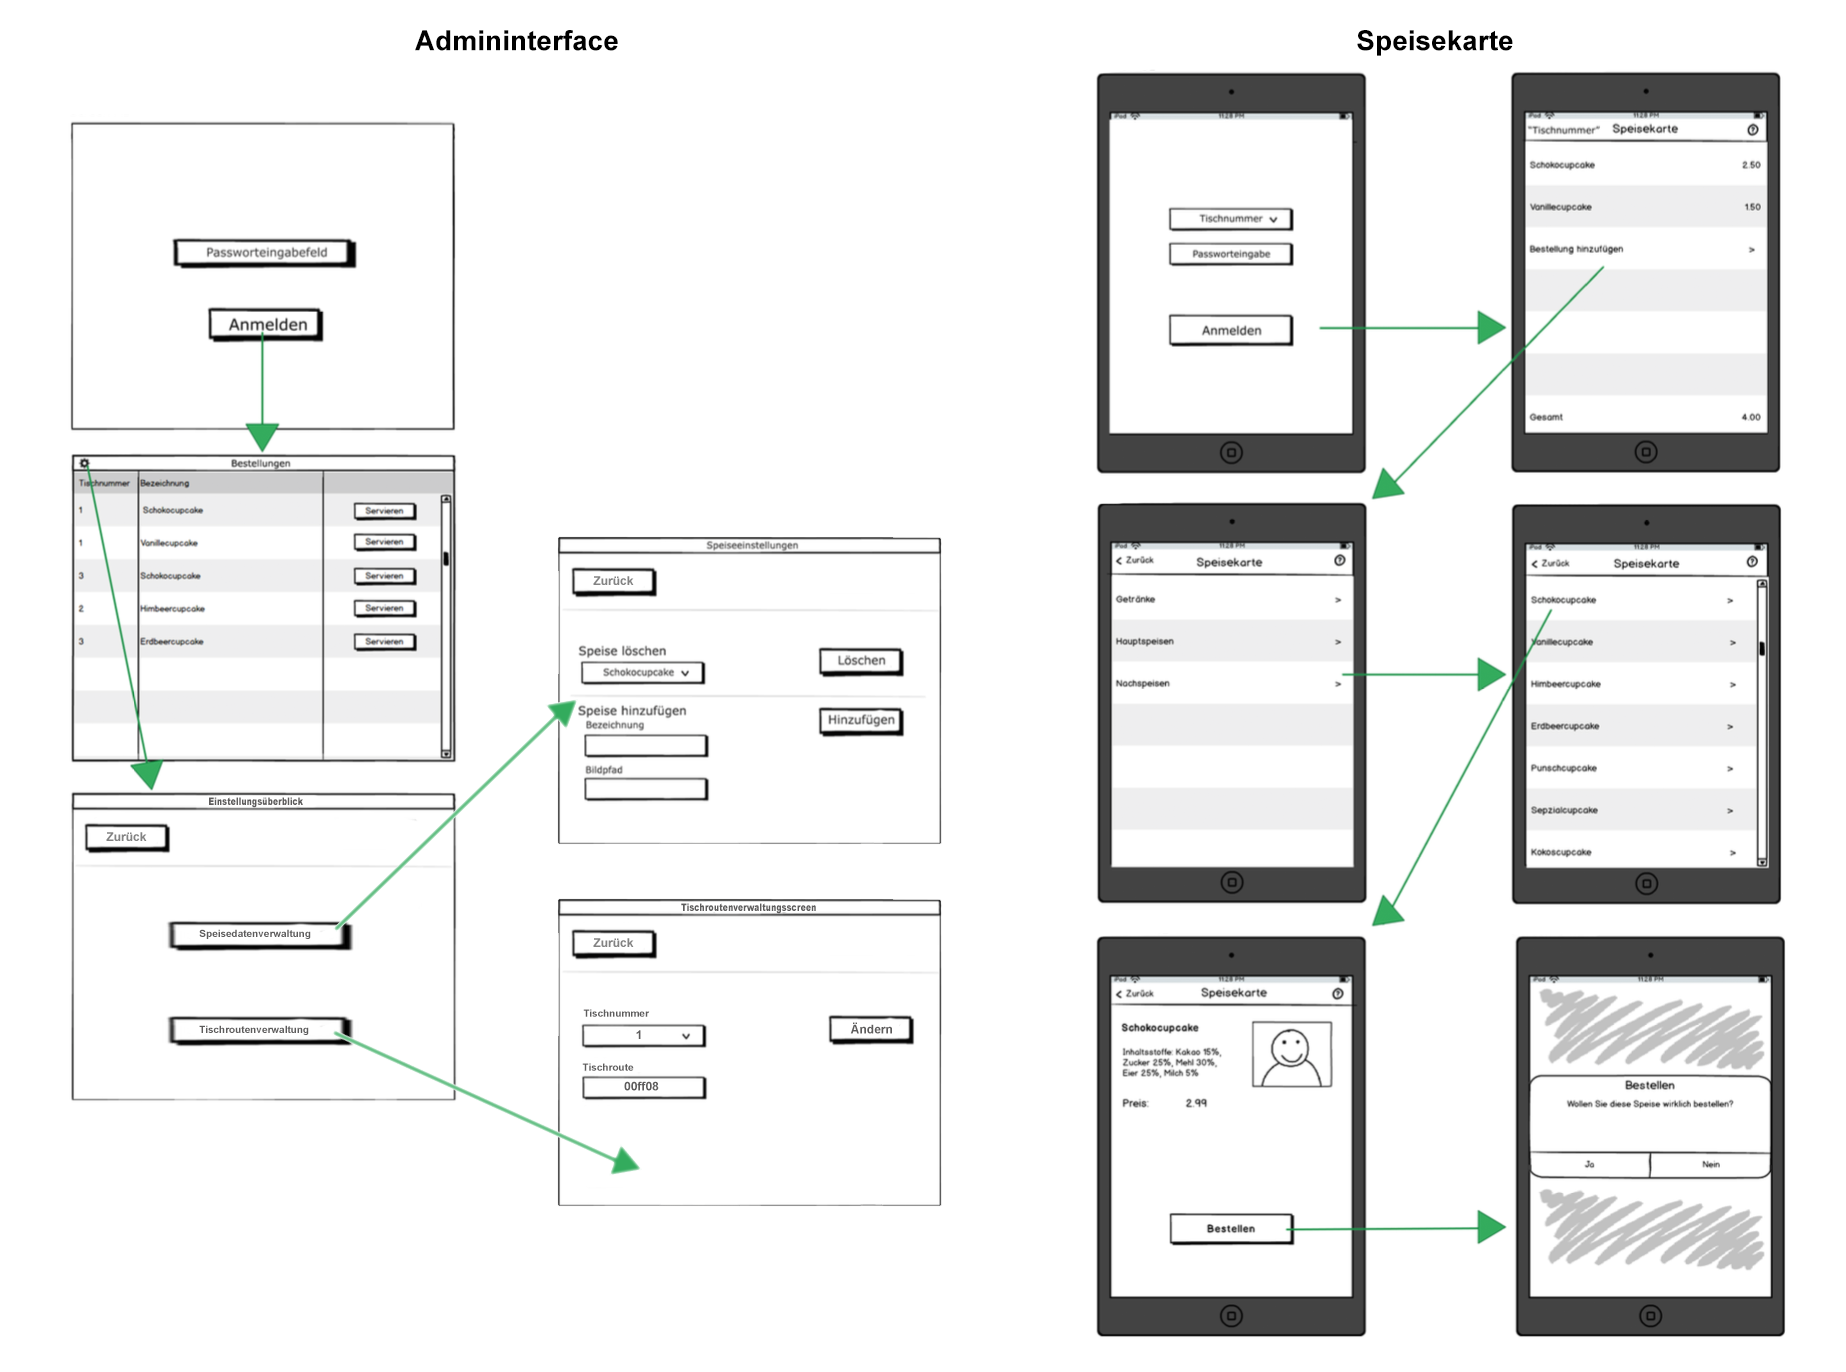 Admininterface
Passworteingabefeld
Anmelden
Bestellungen
Tischnummer Bezeichnung
1 Schokocupcake Servieren
1 Vanillecupcake Servieren
3 Schokocupcake Servieren
2 Himbeercupcake Servieren
3 Erdbeercupcake Servieren
Einstellungsüberblick
Zurück
Speisedatenverwaltung
Tischroutenverwaltung
Speiseeinstellungen
Zurück
Speise löschen
Schokocupcake
Löschen
Speise hinzufügen
Hinzufügen
Bezeichnung
Bildpfad
Tischroutenverwaltungsscreen
Zurück
Tischnummer
1
Ändern
Tischroute
00ff08
Speisekarte
iPod 11:28 PM
Tischnummer
Passworteingabe
Anmelden
iPod 11:28 PM
"Tischnummer" Speisekarte ?
Schokocupcake 2.50
Vanillecupcake 1.50
Bestellung hinzufügen >
Gesamt 4.00
iPod 11:28 PM
< Zurück Speisekarte ?
Getränke >
Hauptspeisen >
Nachspeisen >
iPod 11:28 PM
< Zurück Speisekarte ?
Schokocupcake >
Vanillecupcake >
Himbeercupcake >
Erdbeercupcake >
Punschcupcake >
Sepzialcupcake >
Kokoscupcake >
iPod 11:28 PM
< Zurück Speisekarte ?
Schokocupcake
Inhaltsstoffe: Kakao 15%,
Zucker 25%, Mehl 30%,
Eier 25%, Milch 5%
Preis: 2.99
Bestellen
iPod 11:28 PM
Bestellen
Wollen Sie diese Speise wirklich bestellen?
Ja Nein